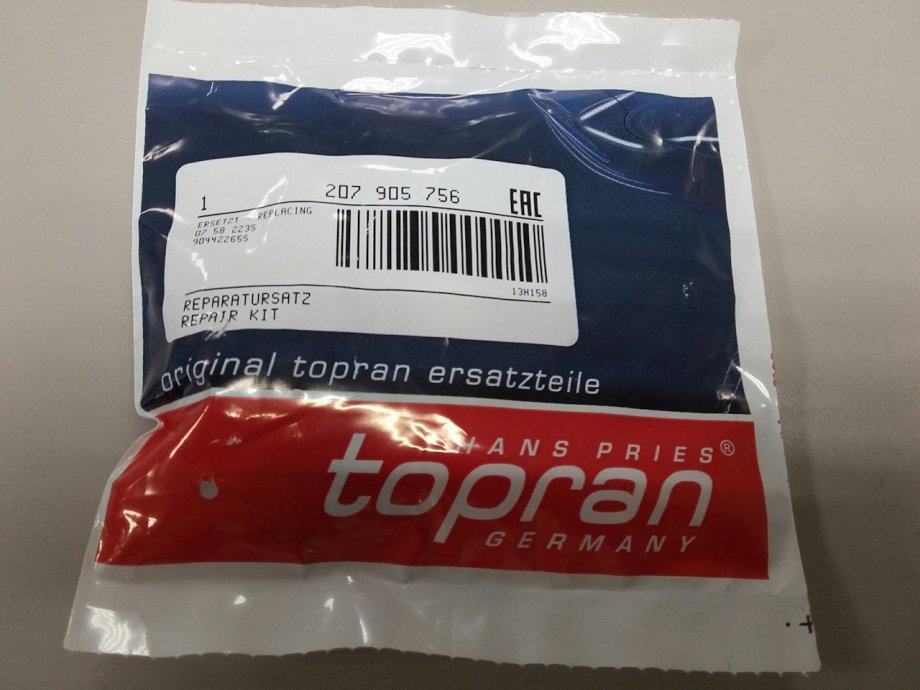 1 207 905 756 EAC
ERSETZT - REPLACING
07 58 2235
90442265S
13H158
REPARATURSATZ
REPAIR KIT
original topran ersatzteile
HANS PRIES®
topran
GERMANY